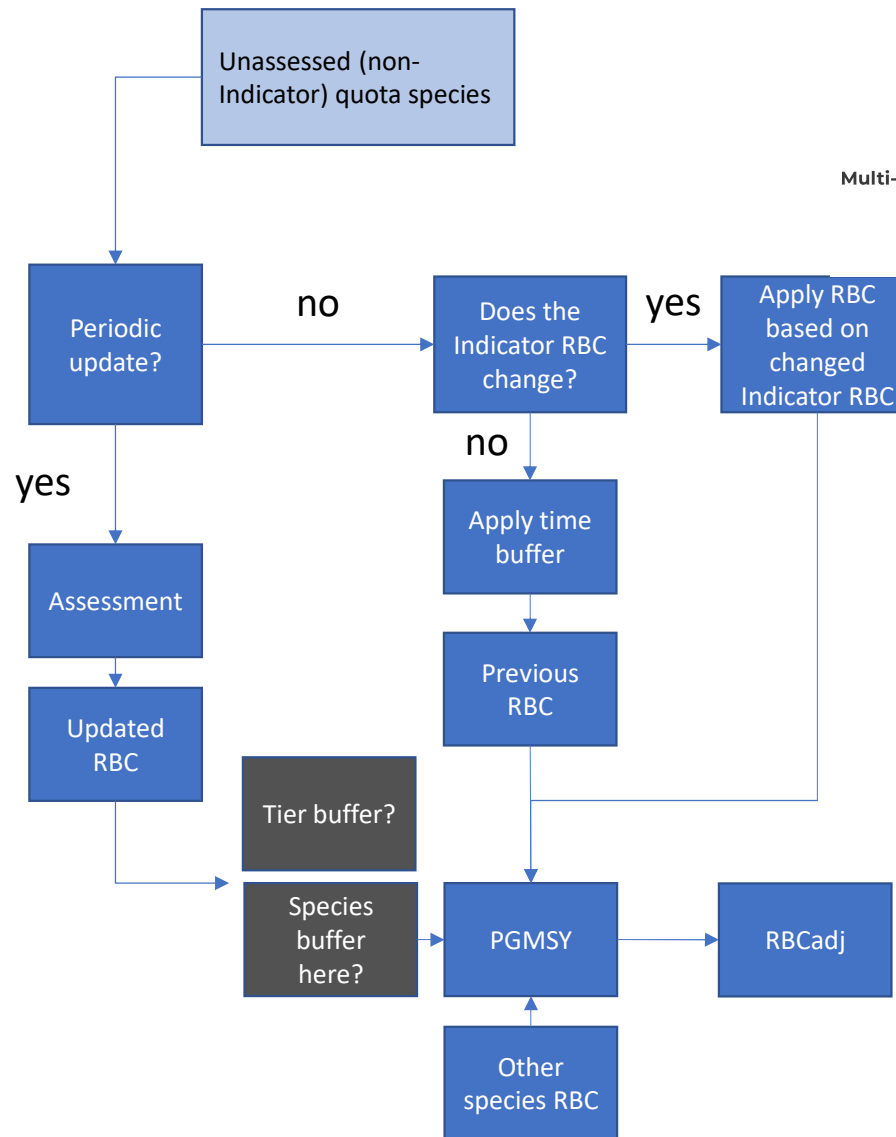 Unassessed (non-
Indicator) quota species
Multi-
Periodic
update?
no
Does the
Indicator RBC
change?
yes
Apply RBC
based on
changed
Indicator RBC
yes
no
Apply time
buffer
Assessment
Previous
RBC
Updated
RBC
Tier buffer?
Species
buffer
here?
PGMSY
RBCadj
Other
species RBC